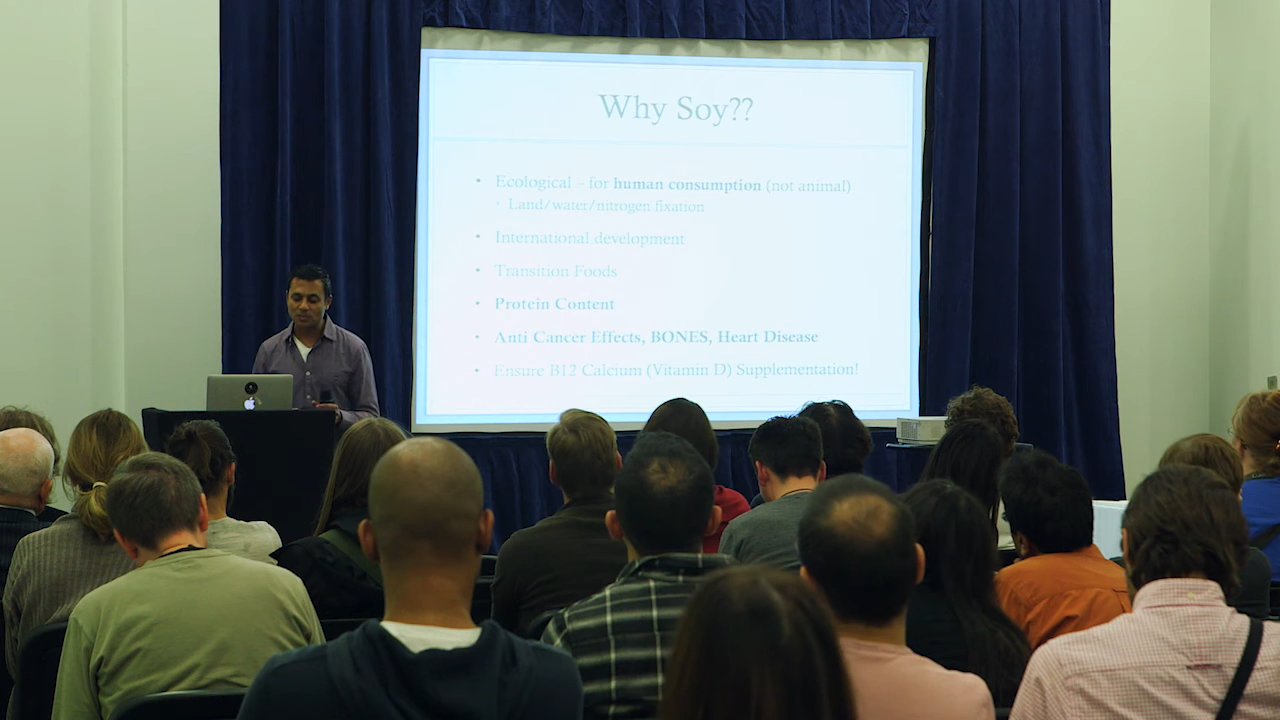 Why Soy??
• Ecological – for human consumption (not animal)
• Land/water/nitrogen fixation
• International development
• Transition Foods
• Protein Content
• Anti Cancer Effects, BONES, Heart Disease
• Ensure B12 Calcium (Vitamin D) Supplementation!